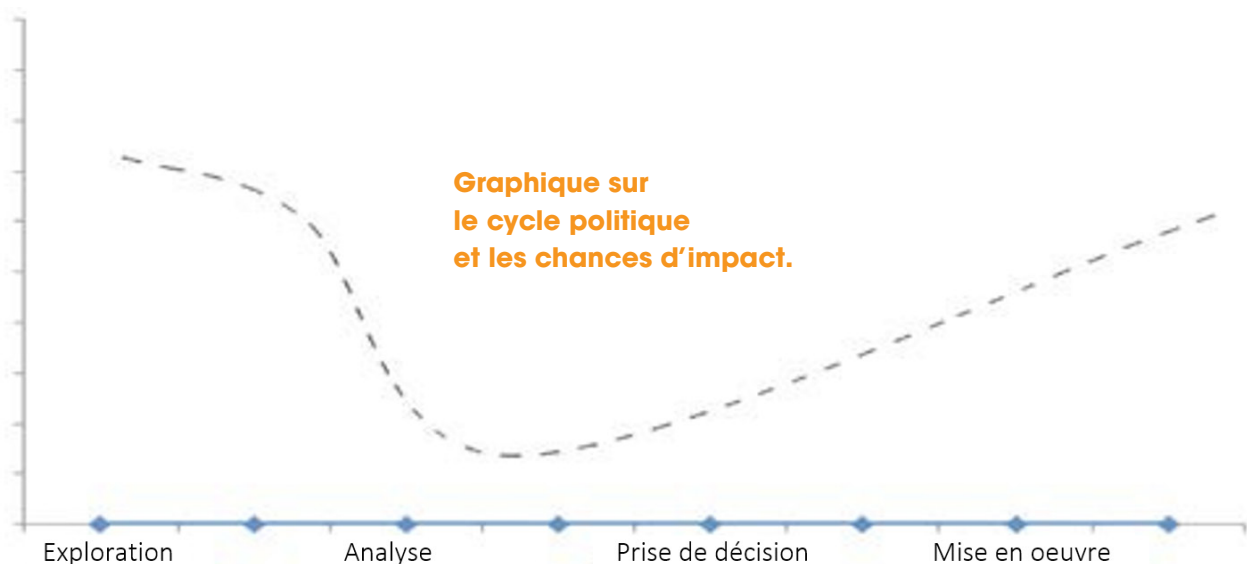 Graphique sur
le cycle politique
et les chances d’impact.
Exploration
Analyse
Prise de décision
Mise en oeuvre